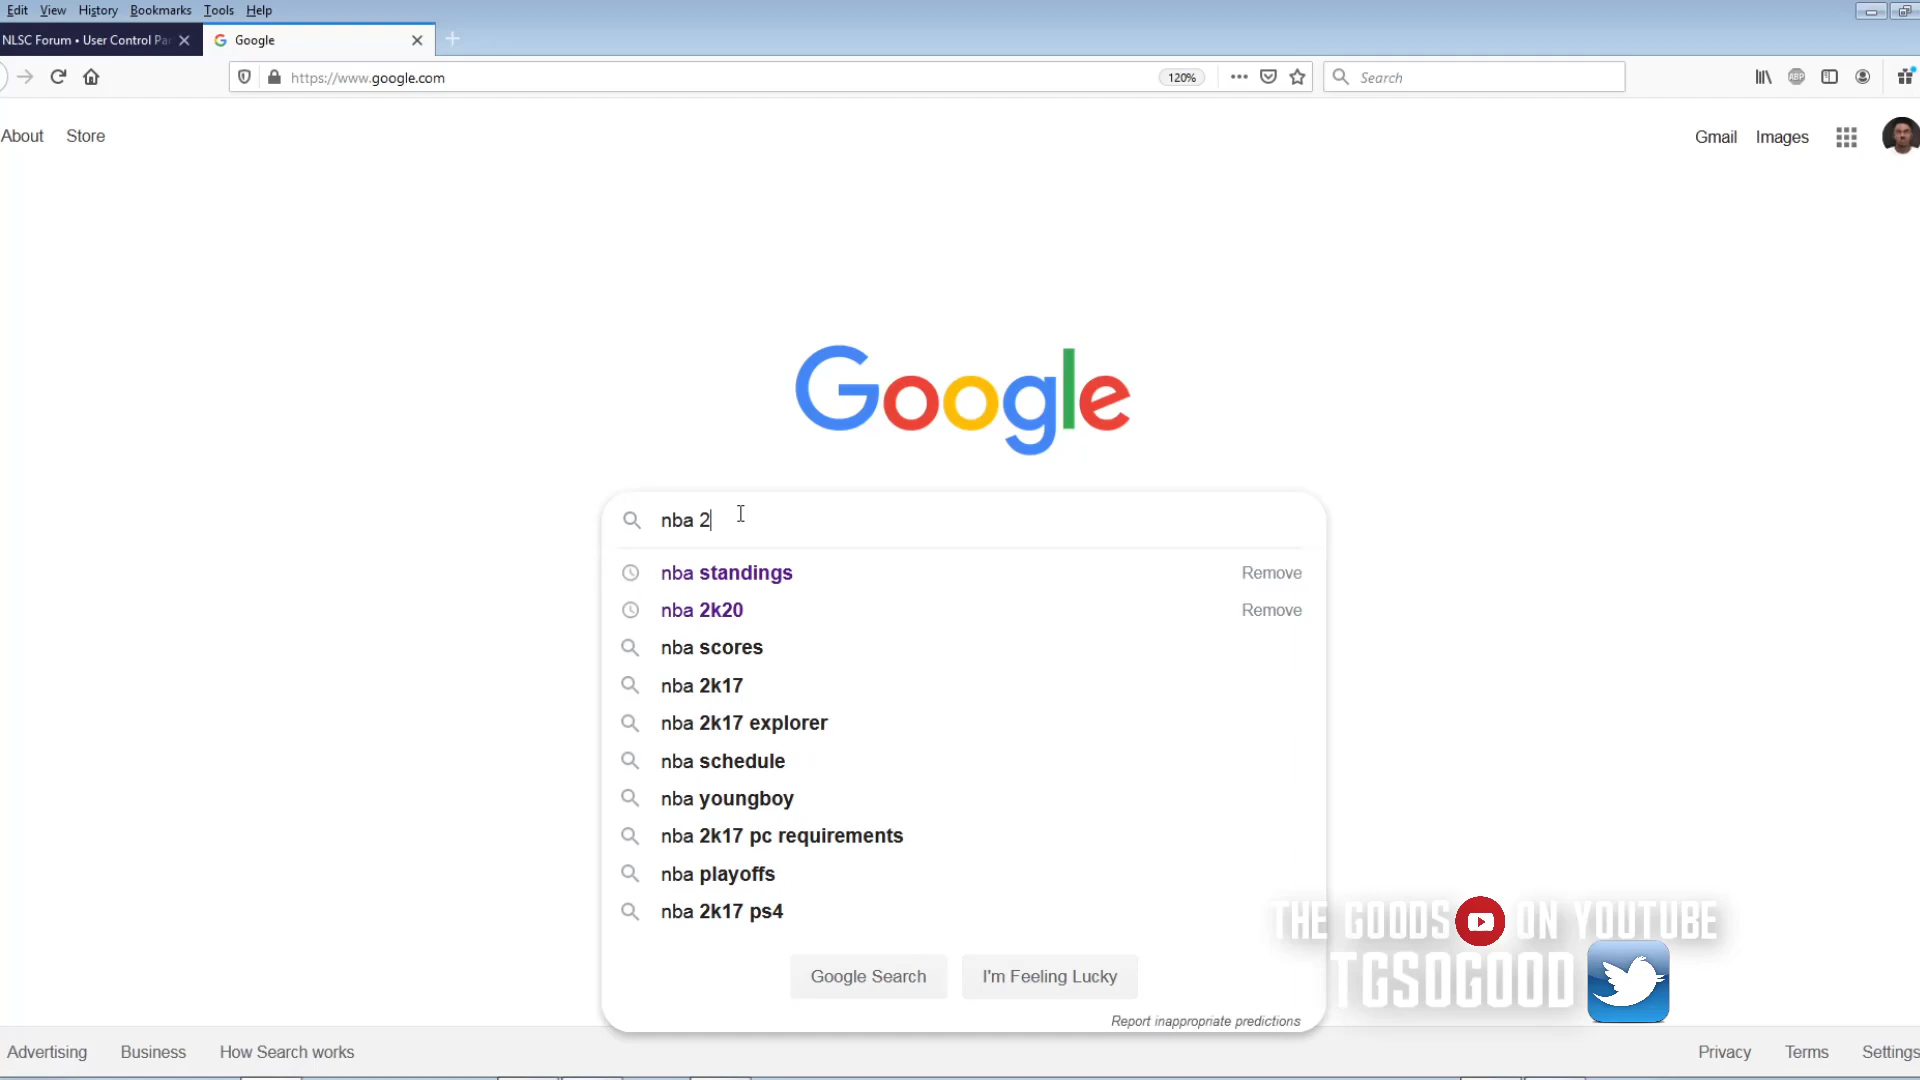 Edit View History Bookmarks Tools Help
NLSC Forum • User Control Pa
Google
https://www.google.com
120%
Search
ABP
About Store
Gmail Images
Google
nba 2
nba standings Remove
nba 2k20 Remove
nba scores
nba 2k17
nba 2k17 explorer
nba schedule
nba youngboy
nba 2k17 pc requirements
nba playoffs
nba 2k17 ps4
Google Search I'm Feeling Lucky
Report inappropriate predictions
THE GOODS ON YOUTUBE
TGSOGOOD
Advertising Business How Search works
Privacy Terms Settings